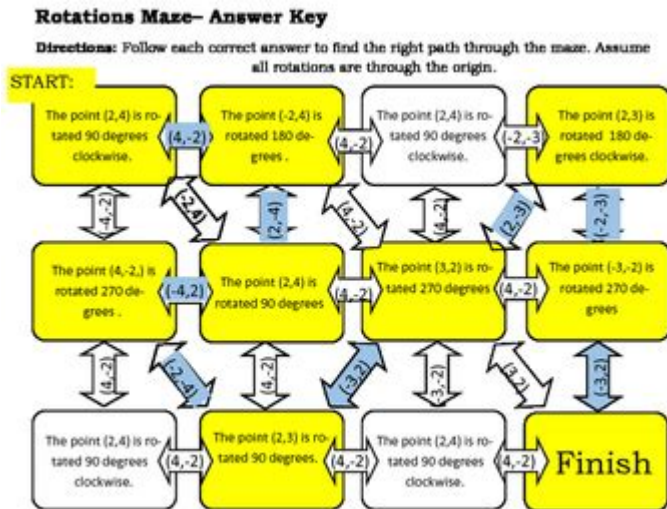 Rotations Maze– Answer Key
Directions: Follow each correct answer to find the right path through the maze. Assume
all rotations are through the origin.
START:
The point (2,4) is ro-
tated 90 degrees
clockwise.
(4,-2)
The point (-2,4) is
rotated 180 de-
grees .
(4,-2)
The point (2,4) is ro-
tated 90 degrees
clockwise.
(-2,-3)
The point (2,3) is
rotated 180 de-
grees clockwise.
(-4,-2)
(-2,4)
(2,-4)
(4,-2)
(4,-2)
(2,-3)
(-2,-3)
The point (4,-2,) is
rotated 270 de-
grees .
(-4,2)
The point (2,4) is
rotated 90 degrees
(4,-2)
The point (3,2) is ro-
tated 270 degrees
(4,-2)
The point (-3,-2) is
rotated 270
degrees
(4,-2)
(-2,-4)
(4,-2)
(-3,2)
(-3,-2)
(3,2)
(-3,2)
The point (2,4) is ro-
tated 90 degrees
clockwise.
(4,-2)
The point (2,3) is ro-
tated 90 degrees.
(4,-2)
The point (2,4) is ro-
tated 90 degrees
clockwise.
(4,-2)
Finish